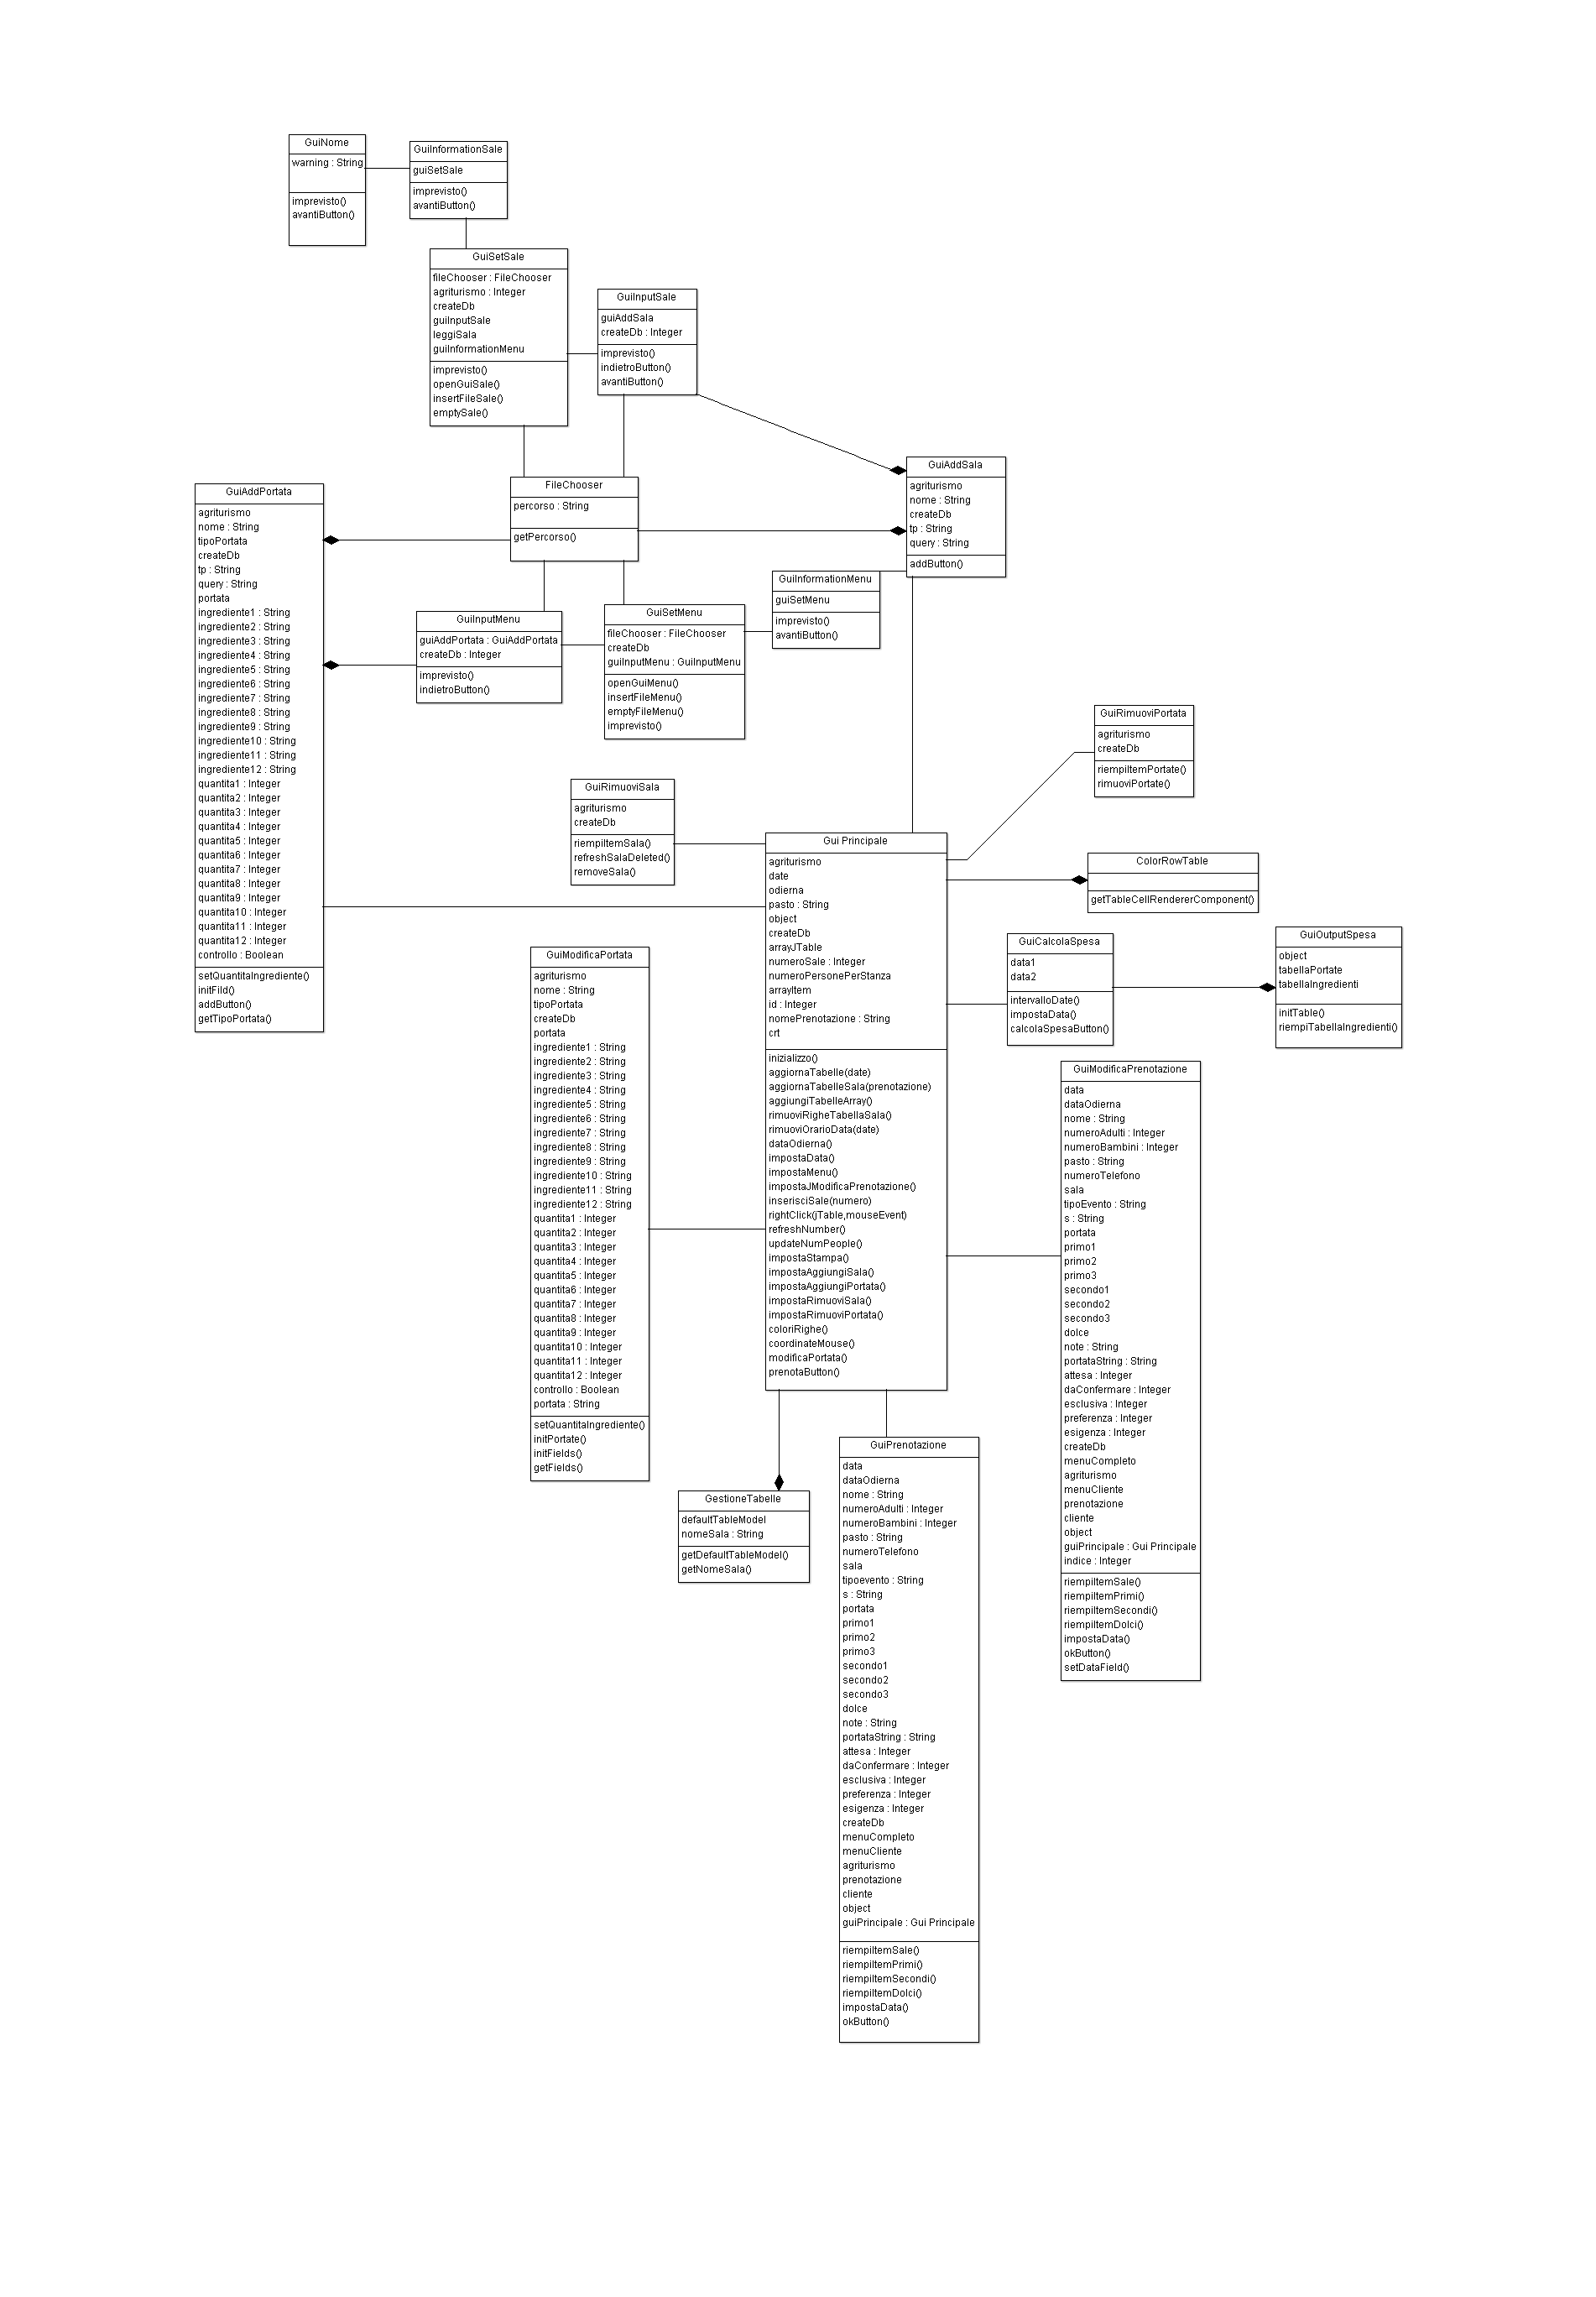 GuiNome
warning : String
imprevisto()
avantiButton()
GuiInformationSale
guiSetSale
imprevisto()
avantiButton()
GuiSetSale
fileChooser : FileChooser
agriturismo : Integer
createDb
guiInputSale
leggiSala
guiInformationMenu
imprevisto()
openGuiSale()
insertFileSale()
emptySale()
GuiInputSale
guiAddSala
createDb : Integer
imprevisto()
indietroButton()
avantiButton()
GuiAddSala
agriturismo
nome : String
createDb
tp : String
query : String
addButton()
FileChooser
percorso : String
getPercorso()
GuiAddPortata
agriturismo
nome : String
tipoPortata
createDb
tp : String
query : String
portata
ingrediente1 : String
ingrediente2 : String
ingrediente3 : String
ingrediente4 : String
ingrediente5 : String
ingrediente6 : String
ingrediente7 : String
ingrediente8 : String
ingrediente9 : String
ingrediente10 : String
ingrediente11 : String
ingrediente12 : String
quantita1 : Integer
quantita2 : Integer
quantita3 : Integer
quantita4 : Integer
quantita5 : Integer
quantita6 : Integer
quantita7 : Integer
quantita8 : Integer
quantita9 : Integer
quantita10 : Integer
quantita11 : Integer
quantita12 : Integer
controllo : Boolean
setQuantitaIngrediente()
initFild()
addButton()
getTipoPortata()
GuiInputMenu
guiAddPortata : GuiAddPortata
createDb : Integer
imprevisto()
indietroButton()
GuiSetMenu
fileChooser : FileChooser
createDb
guiInputMenu : GuiInputMenu
openGuiMenu()
insertFileMenu()
emptyFileMenu()
imprevisto()
GuiInformationMenu
guiSetMenu
imprevisto()
avantiButton()
GuiRimuoviPortata
agriturismo
createDb
riempiItemPortate()
rimuoviPortate()
GuiRimuoviSala
agriturismo
createDb
riempiItemSala()
refreshSalaDeleted()
removeSala()
Gui Principale
agriturismo
date
odierna
pasto : String
object
createDb
arrayJTable
numeroSale : Integer
numeroPersonePerStanza
arrayItem
id : Integer
nomePrenotazione : String
crt
inizializzo()
aggiornaTabelle(date)
aggiornaTabelleSala(prenotazione)
aggiungiTabelleArray()
rimuoviRigheTabellaSala()
rimuoviOrarioData(date)
dataOdierna()
impostaData()
impostaMenu()
impostaJModificaPrenotazione()
inserisciSale(numero)
rightClick(jTable,mouseEvent)
refreshNumber()
updateNumPeople()
impostaStampa()
impostaAggiungiSala()
impostaAggiungiPortata()
impostaRimuoviSala()
impostaRimuoviPortata()
coloriRighe()
coordinateMouse()
modificaPortata()
prenotaButton()
ColorRowTable
getTableCellRendererComponent()
GuiCalcolaSpesa
data1
data2
intervalloDate()
impostaData()
calcolaSpesaButton()
GuiOutputSpesa
object
tabellaPortate
tabellaIngredienti
initTable()
riempiTabellaIngredienti()
GuiModificaPortata
agriturismo
nome : String
tipoPortata
createDb
portata
ingrediente1 : String
ingrediente2 : String
ingrediente3 : String
ingrediente4 : String
ingrediente5 : String
ingrediente6 : String
ingrediente7 : String
ingrediente8 : String
ingrediente9 : String
ingrediente10 : String
ingrediente11 : String
ingrediente12 : String
quantita1 : Integer
quantita2 : Integer
quantita3 : Integer
quantita4 : Integer
quantita5 : Integer
quantita6 : Integer
quantita7 : Integer
quantita8 : Integer
quantita9 : Integer
quantita10 : Integer
quantita11 : Integer
quantita12 : Integer
controllo : Boolean
portata : String
setQuantitaIngrediente()
initPortate()
initFields()
getFields()
GuiModificaPrenotazione
data
dataOdierna
nome : String
numeroAdulti : Integer
numeroBambini : Integer
pasto : String
numeroTelefono
sala
tipoEvento : String
s : String
portata
primo1
primo2
primo3
secondo1
secondo2
secondo3
dolce
note : String
portataString : String
attesa : Integer
daConfermare : Integer
esclusiva : Integer
preferenza : Integer
esigenza : Integer
createDb
menuCompleto
agriturismo
menuCliente
prenotazione
cliente
object
guiPrincipale : Gui Principale
indice : Integer
riempiItemSale()
riempiItemPrimi()
riempiItemSecondi()
riempiItemDolci()
impostaData()
okButton()
setDataField()
GestioneTabelle
defaultTableModel
nomeSala : String
getDefaultTableModel()
getNomeSala()
GuiPrenotazione
data
dataOdierna
nome : String
numeroAdulti : Integer
numeroBambini : Integer
pasto : String
numeroTelefono
sala
tipoevento : String
s : String
portata
primo1
primo2
primo3
secondo1
secondo2
secondo3
dolce
note : String
portataString : String
attesa : Integer
daConfermare : Integer
esclusiva : Integer
preferenza : Integer
esigenza : Integer
createDb
menuCompleto
menuCliente
agriturismo
prenotazione
cliente
object
guiPrincipale : Gui Principale
riempiItemSale()
riempiItemPrimi()
riempiItemSecondi()
riempiItemDolci()
impostaData()
okButton()